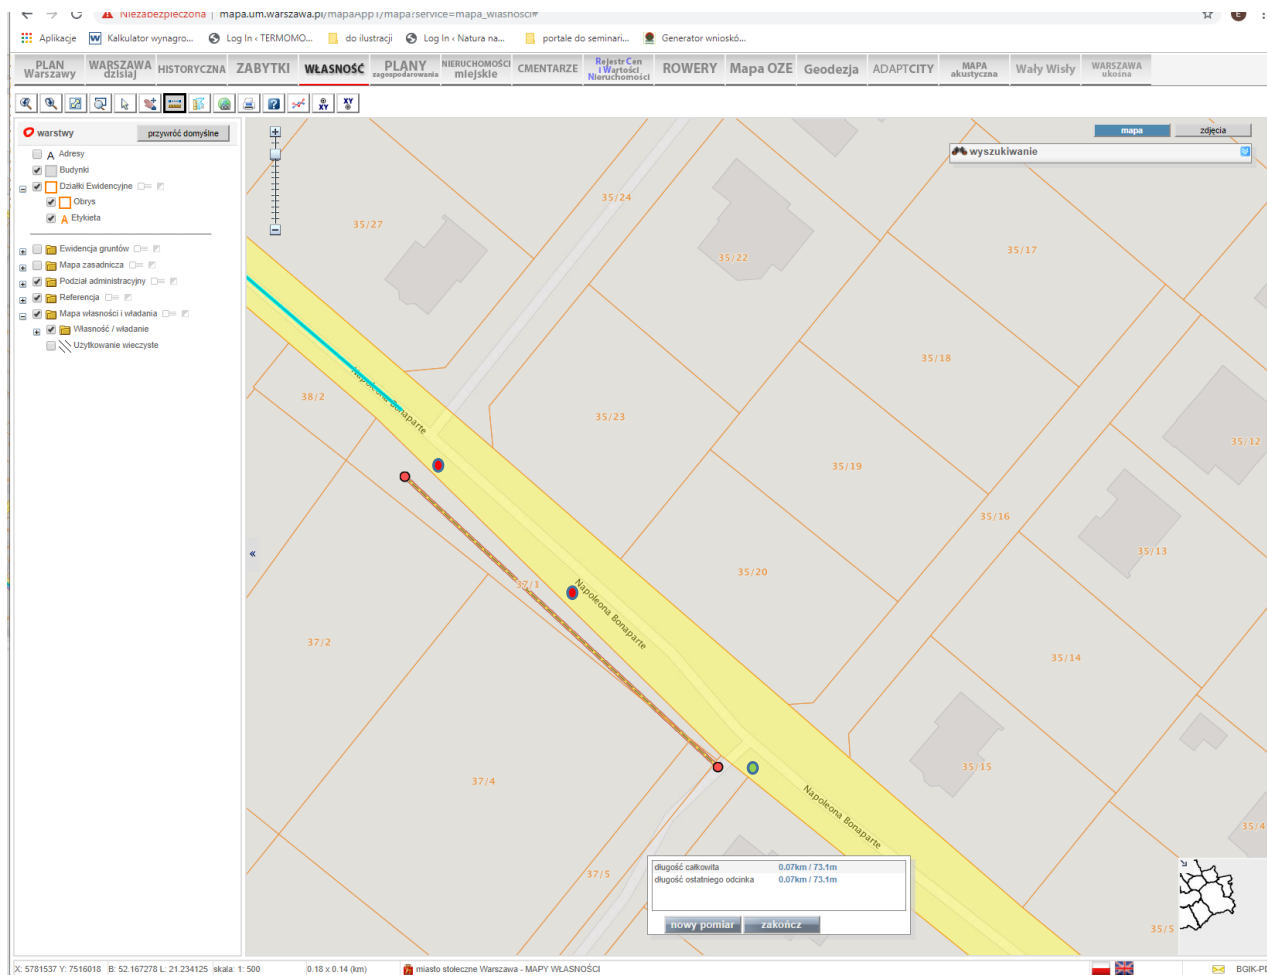 Niezabezpieczona | mapa.um.warszawa.pl/mapaApp1/mapa?service=mapa_wlasnosci#
E
Aplikacje Kalkulator wynagro... Log In ‹ TERMOMO... do ilustracji Log In ‹ Natura na... portale do seminari... Generator wnioskó...
PLAN Warszawy
WARSZAWA dzisiaj
HISTORYCZNA
ZABYTKI
WŁASNOŚĆ
PLANY zagospodarowania
NIERUCHOMOŚCI miejskie
CMENTARZE
Rejestr Cen i Wartości Nieruchomości
ROWERY
Mapa OZE
Geodezja
ADAPTCITY
MAPA akustyczna
Wały Wisły
WARSZAWA ukośna
XY XY
warstwy przywróć domyślne
A Adresy
Budynki
Działki Ewidencyjne
Obrys
A Etykieta
Ewidencja gruntów
Mapa zasadnicza
Podział administracyjny
Referencja
Mapa własności i władania
Własność / władanie
Użytkowanie wieczyste
mapa zdjęcia
wyszukiwanie
35/24
35/27
35/22
35/17
35/18
38/2
Napoleona Bonaparte
35/23
35/12
35/19
35/16
35/13
35/20
37/1
Napoleona Bonaparte
37/2
35/14
35/15
37/4
Napoleona Bonaparte
35/4
37/5
35/5
długość całkowita 0.07km / 73.1m
długość ostatniego odcinka 0.07km / 73.1m
nowy pomiar zakończ
X: 5781537 Y: 7516018 B: 52.167278 L: 21.234125 skala: 1: 500 0.18 x 0.14 (km) miasto stołeczne Warszawa - MAPY WŁASNOŚCI BGIK-PD